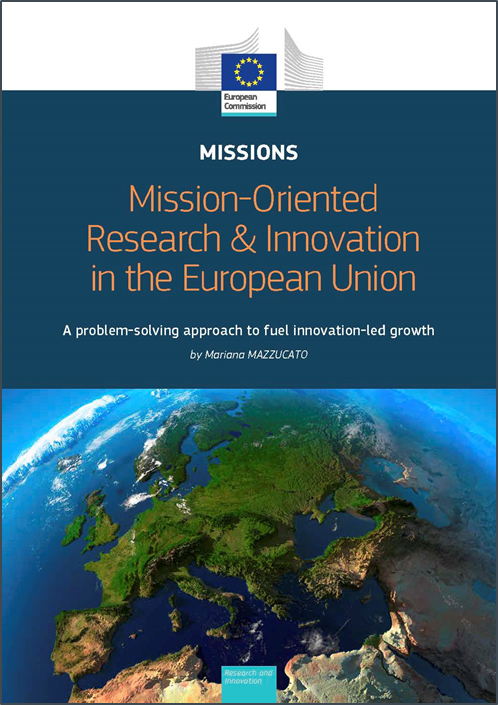 European
Commission
MISSIONS
Mission-Oriented
Research & Innovation
in the European Union
A problem-solving approach to fuel innovation-led growth
by Mariana MAZZUCATO
Research and
Innovation